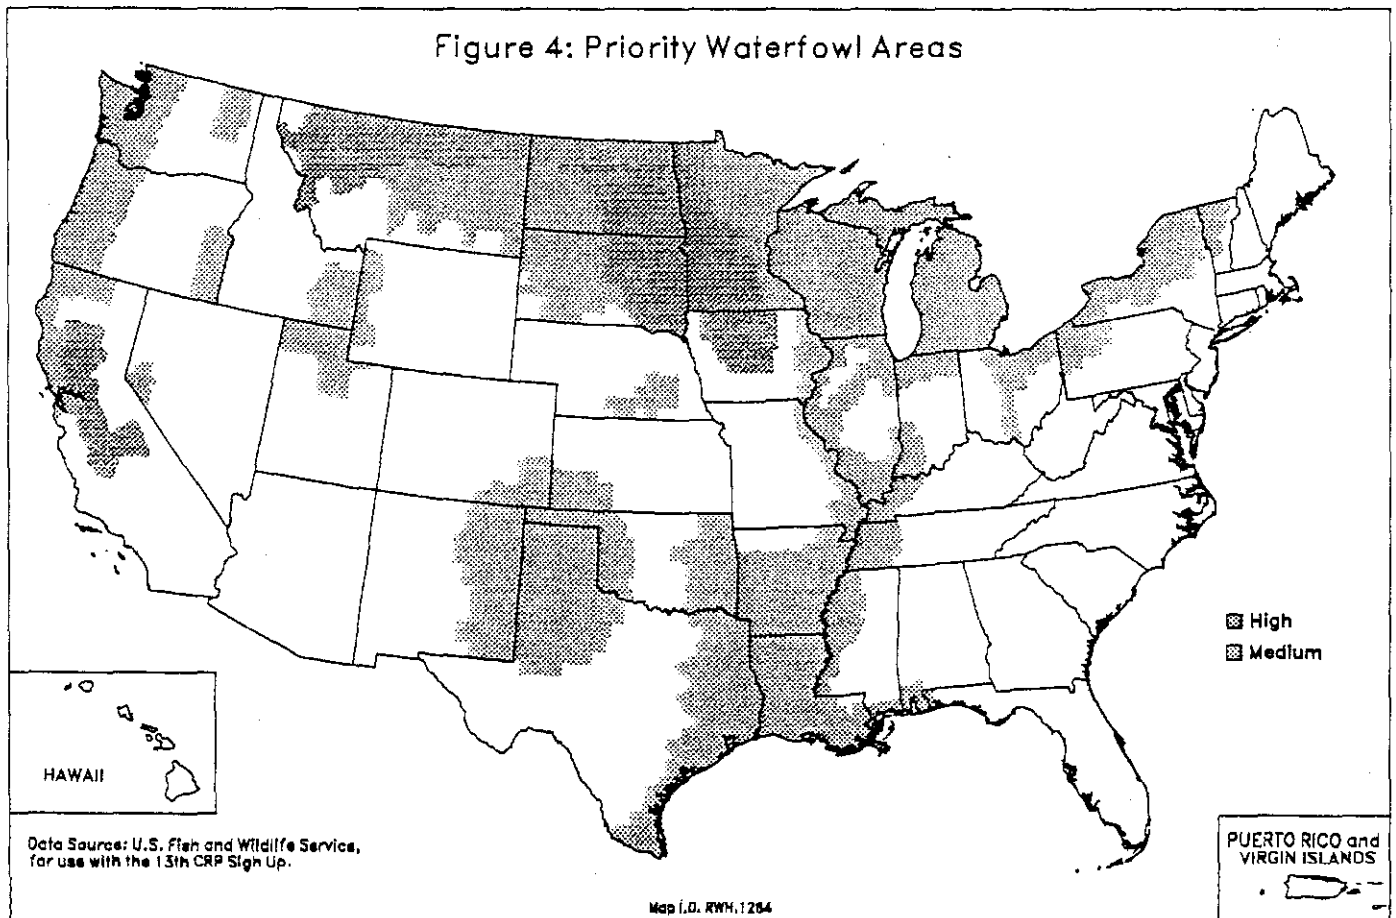 Figure 4: Priority Waterfowl Areas
High
Medium
HAWAII
Data Source: U.S. Fish and Wildlife Service,
for use with the 13th CRP Sign Up.
PUERTO RICO and
VIRGIN ISLANDS
Map I.D. RWH.1264